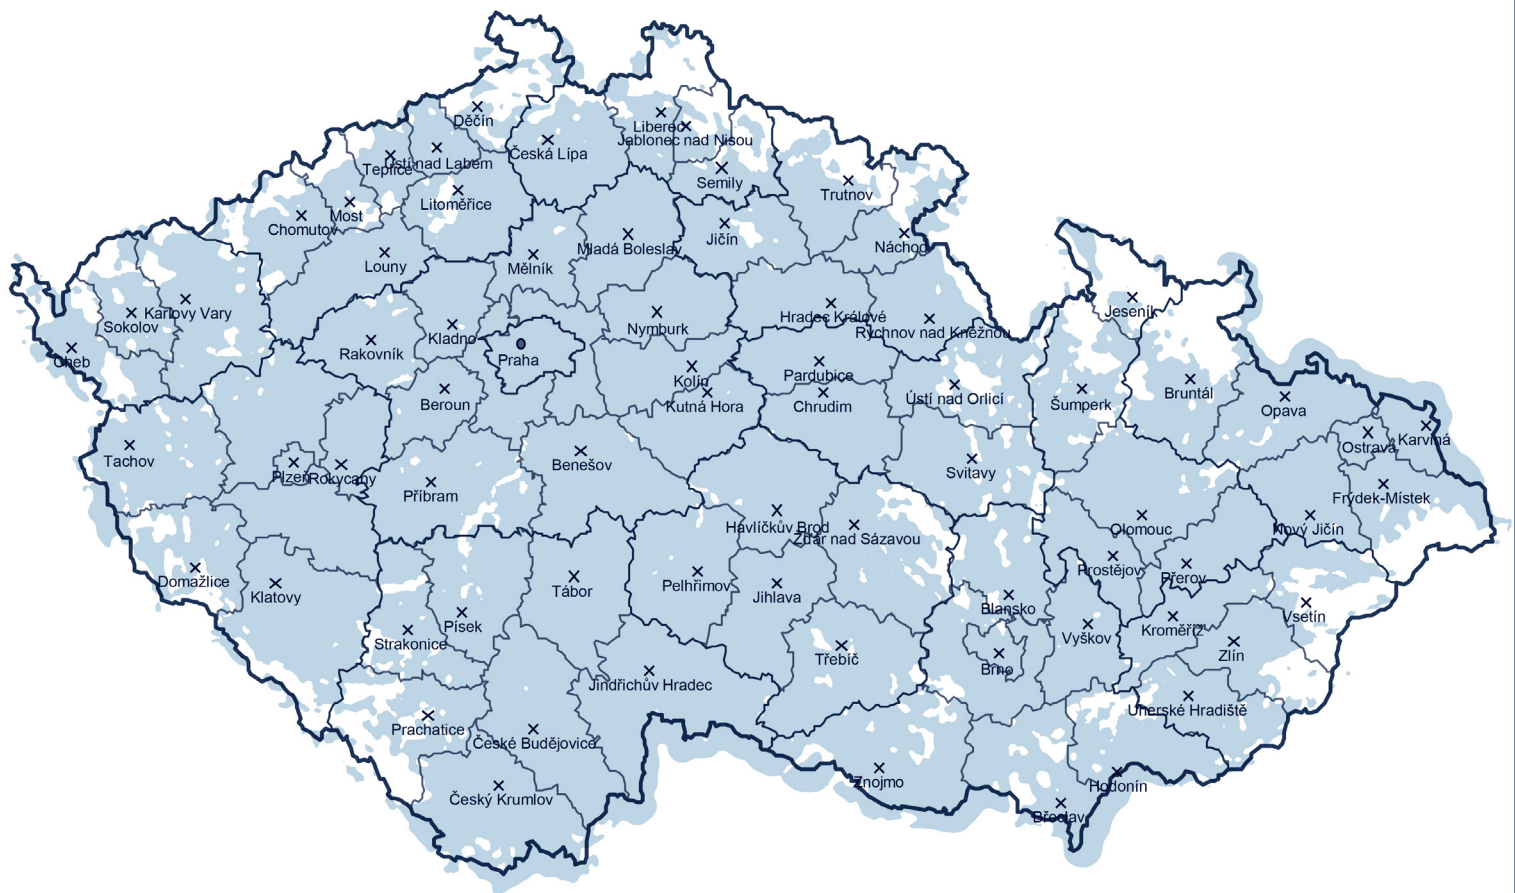 Děčín
Liberec
Jablonec nad Nisou
Česká Lípa
Ústí nad Labem
Teplice
Semily
Trutnov
Litoměřice
Most
Chomutov
Jičín
Náchod
Mladá Boleslav
Louny
Mělník
Jeseník
Karlovy Vary
Sokolov
Hradec Králové
Nymburk
Rychnov nad Kněžnou
Kladno
Rakovník
Praha
Cheb
Pardubice
Kolín
Bruntál
Ústí nad Orlicí
Šumperk
Beroun
Kutná Hora
Chrudim
Opava
Karviná
Ostrava
Tachov
Benešov
Svitavy
Plzeň
Rokycany
Příbram
Frýdek-Místek
Havlíčkův Brod
Olomouc
Nový Jičín
Žďár nad Sázavou
Prostějov
Přerov
Domažlice
Pelhřimov
Tábor
Klatovy
Jihlava
Blansko
Vsetín
Písek
Kroměříž
Vyškov
Strakonice
Zlín
Třebíč
Brno
Jindřichův Hradec
Uherské Hradiště
Prachatice
České Budějovice
Znojmo
Hodonín
Český Krumlov
Břeclav